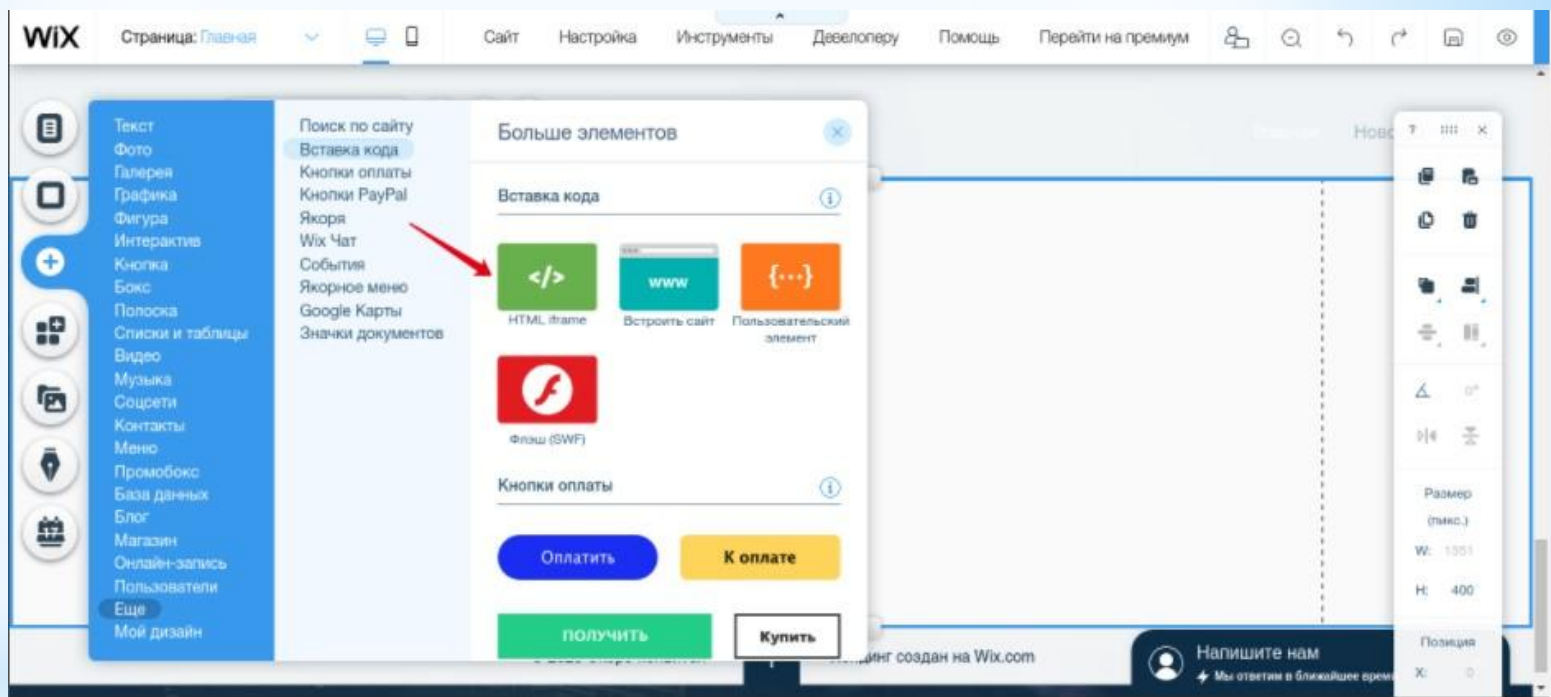 WiX
Страница: Главная
Сайт
Настройка
Инструменты
Девелоперу
Помощь
Перейти на премиум
Текст
Фото
Галерея
Графика
Фигура
Интерактив
Кнопка
Бокс
Полоска
Списки и таблицы
Видео
Музыка
Соцсети
Контакты
Меню
Промобокс
База данных
Блог
Магазин
Онлайн-запись
Пользователи
Еще
Мой дизайн
Поиск по сайту
Вставка кода
Кнопки оплаты
Кнопки PayPal
Якоря
Wix Чат
События
Якорное меню
Google Карты
Значки документов
Больше элементов
Вставка кода
</>
HTML iframe
www
Встроить сайт
{···}
Пользовательский
элемент
Флэш (SWF)
Кнопки оплаты
Оплатить
К оплате
ПОЛУЧИТЬ
Купить
создан на Wix.com
Напишите нам
Мы ответим в ближайшее
? ×
0°
Размер
(пикс.)
W: 1351
H: 400
Позиция
X: 0